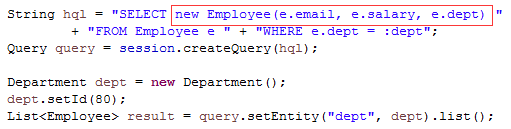 String hql = "SELECT new Employee(e.email, e.salary, e.dept) "
+ "FROM Employee e " + "WHERE e.dept = :dept";
Query query = session.createQuery(hql);
Department dept = new Department();
dept.setId(80);
List<Employee> result = query.setEntity("dept", dept).list();